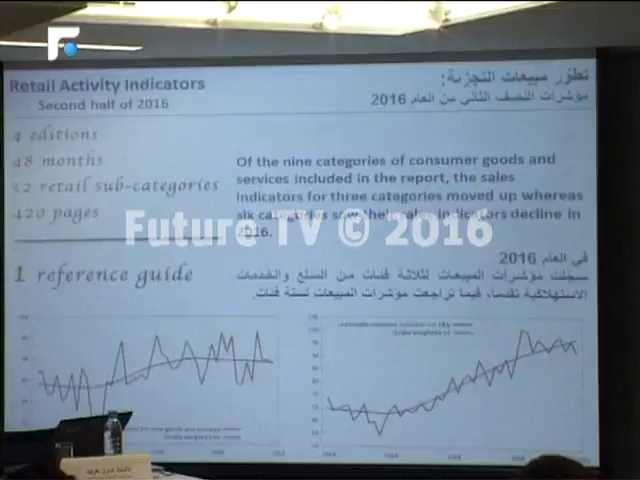 Retail Activity Indicators
Second half of 2016
4 editions
48 months
52 retail sub-categories
420 pages
1 reference guide
تطوّر مبيعات التجزئة:
مؤشرات النصف الثاني من العام 2016
Of the nine categories of consumer goods and
services included in the report, the sales
indicators for three categories moved up whereas
six categories saw their sales indicators decline in
2016.
Future TV © 2016
في العام 2016
سجلت مؤشرات المبيعات لثلاثة فئات من السلع والخدمات
الاستهلاكية تقدماً، فيما تراجعت مؤشرات المبيعات لستة فئات.